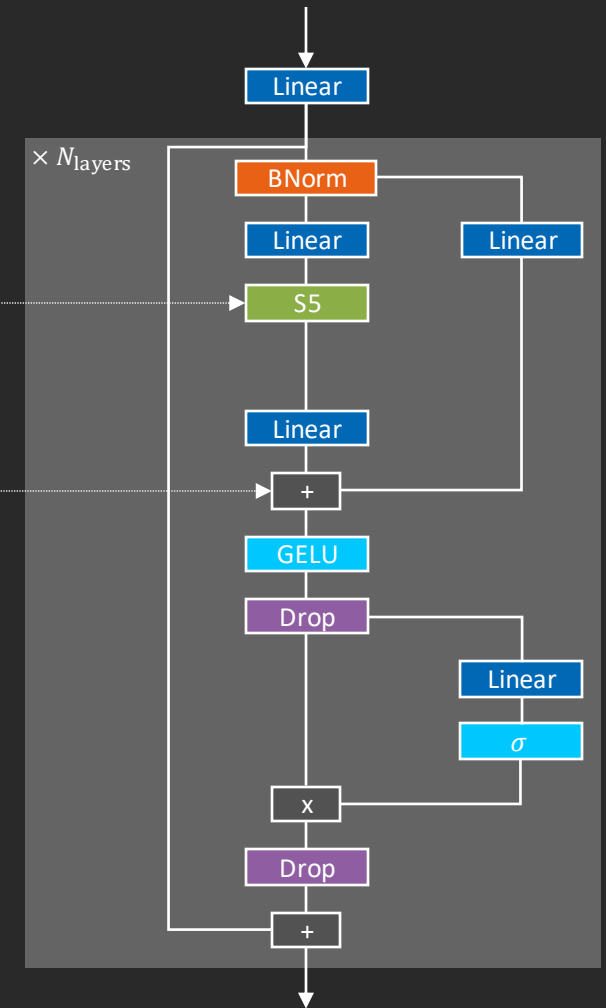 Linear
× N_layers
BNorm
Linear
Linear
S5
Linear
+
GELU
Drop
Linear
σ
x
Drop
+